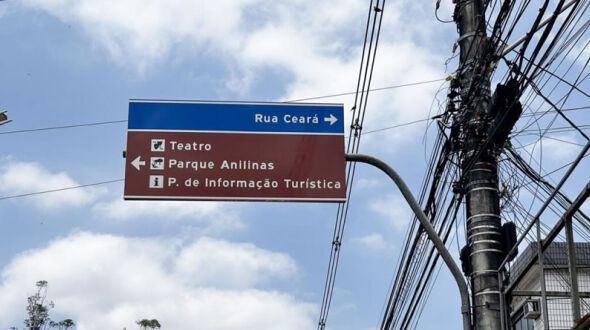 Rua Ceará
Teatro
Parque Anilinas
P. de Informação Turística